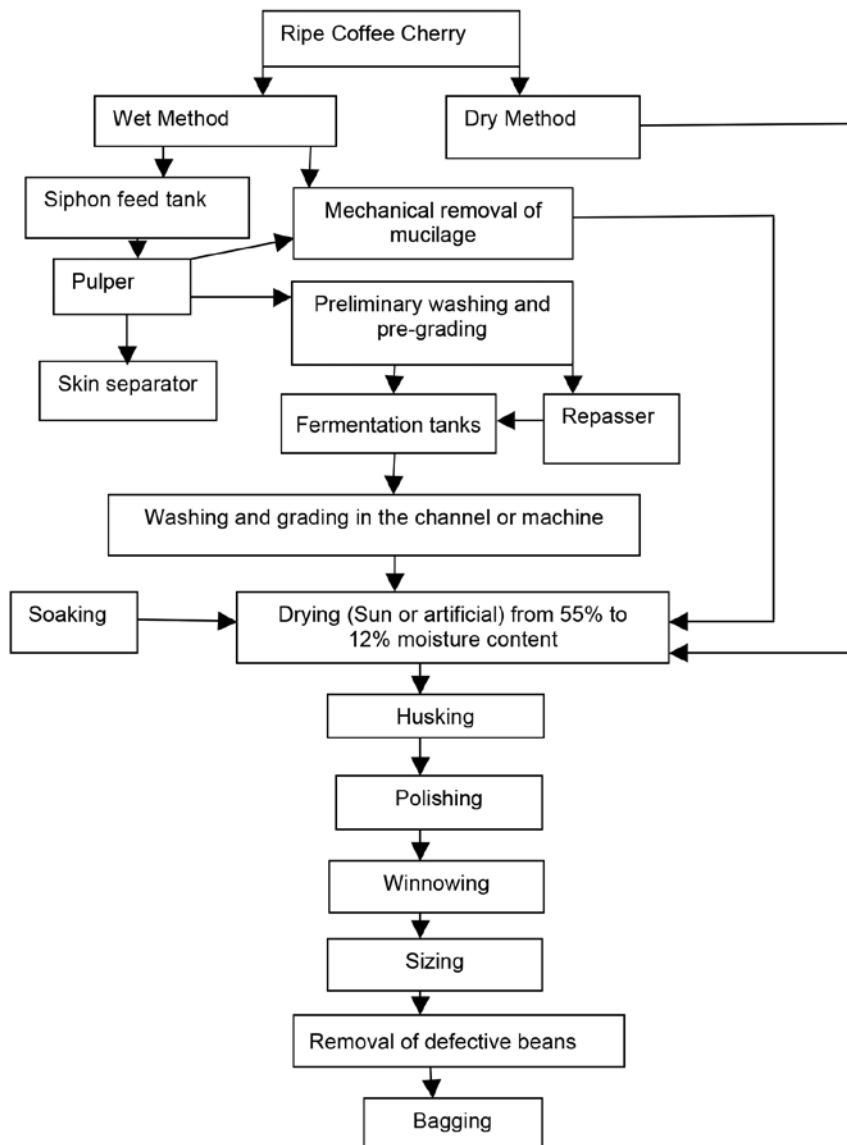 Ripe Coffee Cherry
Wet Method
Dry Method
Siphon feed tank
Mechanical removal of
mucilage
Pulper
Preliminary washing and
pre-grading
Skin separator
Fermentation tanks
Repasser
Washing and grading in the channel or machine
Soaking
Drying (Sun or artificial) from 55% to
12% moisture content
Husking
Polishing
Winnowing
Sizing
Removal of defective beans
Bagging